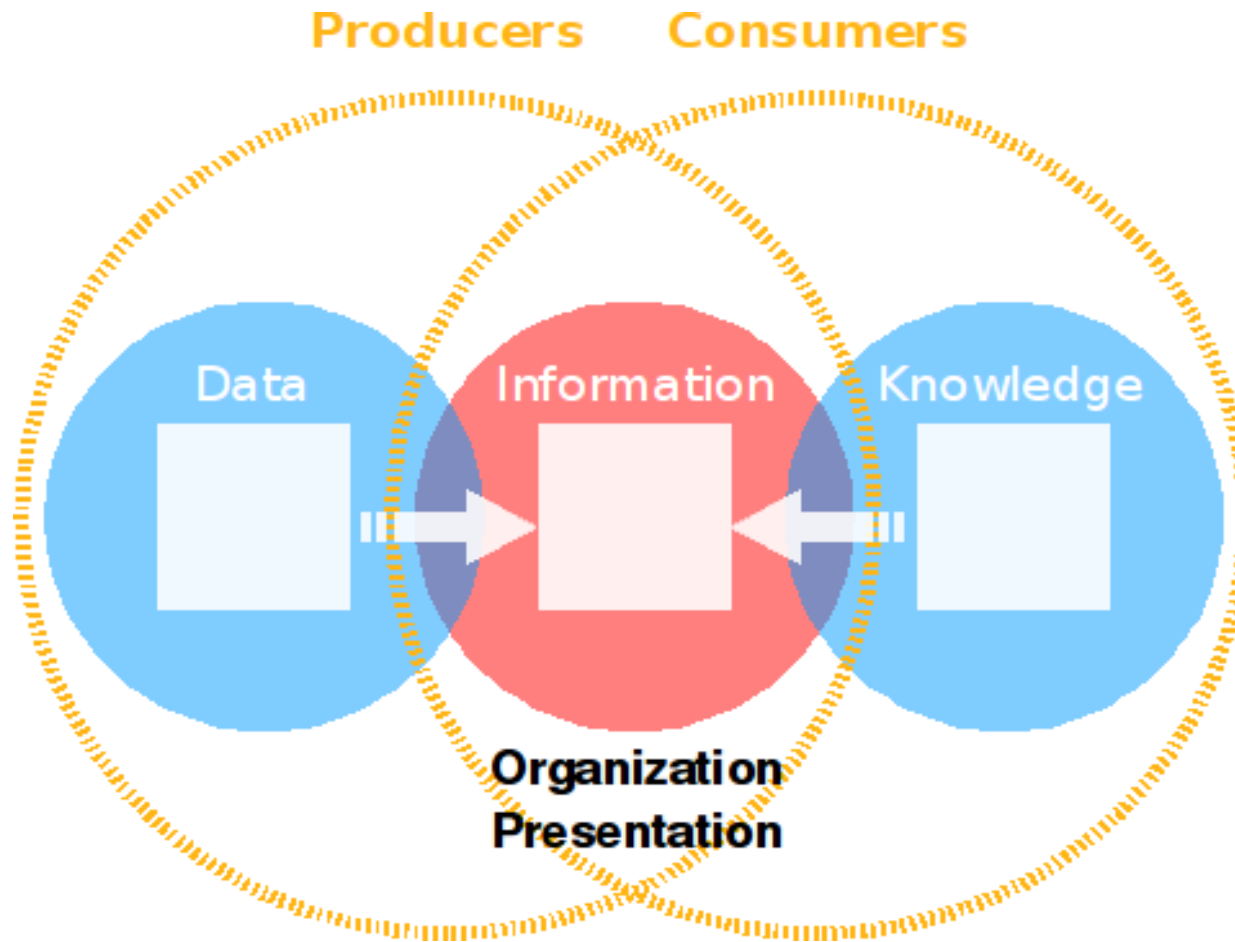 Producers Consumers
Data Information Knowledge
Organization
Presentation